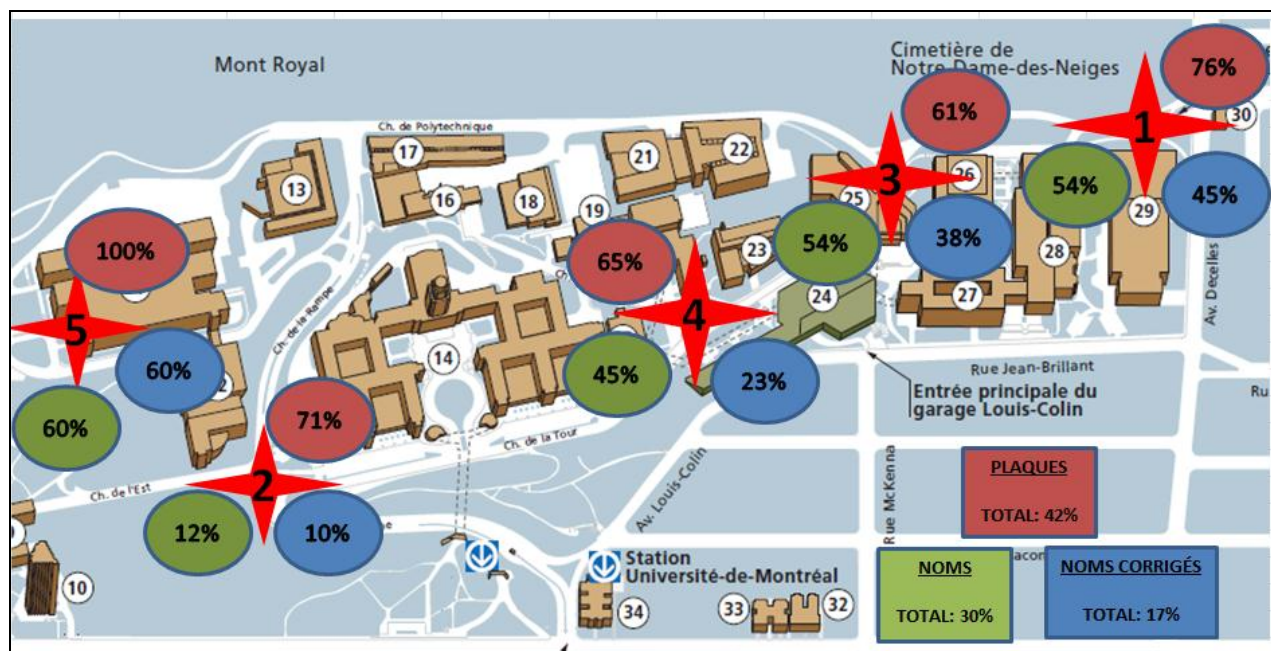 Mont Royal
Cimetière de
Notre-Dame-des-Neiges
76%
30
61%
1
Ch. de Polytechnique
17
21
22
3
26
54%
45%
13
16
18
19
25
29
100%
65%
23
54%
38%
28
5
4
24
27
Av. Decelles
Ch. de la Rampe
60%
14
45%
23%
Rue Jean-Brillant
Entrée principale du
garage Louis-Colin
Ru
60%
71%
Ch. de la Tour
Ch. de l'Est
2
12%
10%
Av. Louis-Colin
Rue McKenna
PLAQUES
TOTAL: 42%
10
Station
Université-de-Montréal
34
33
32
NOMS
TOTAL: 30%
NOMS CORRIGÉS
TOTAL: 17%